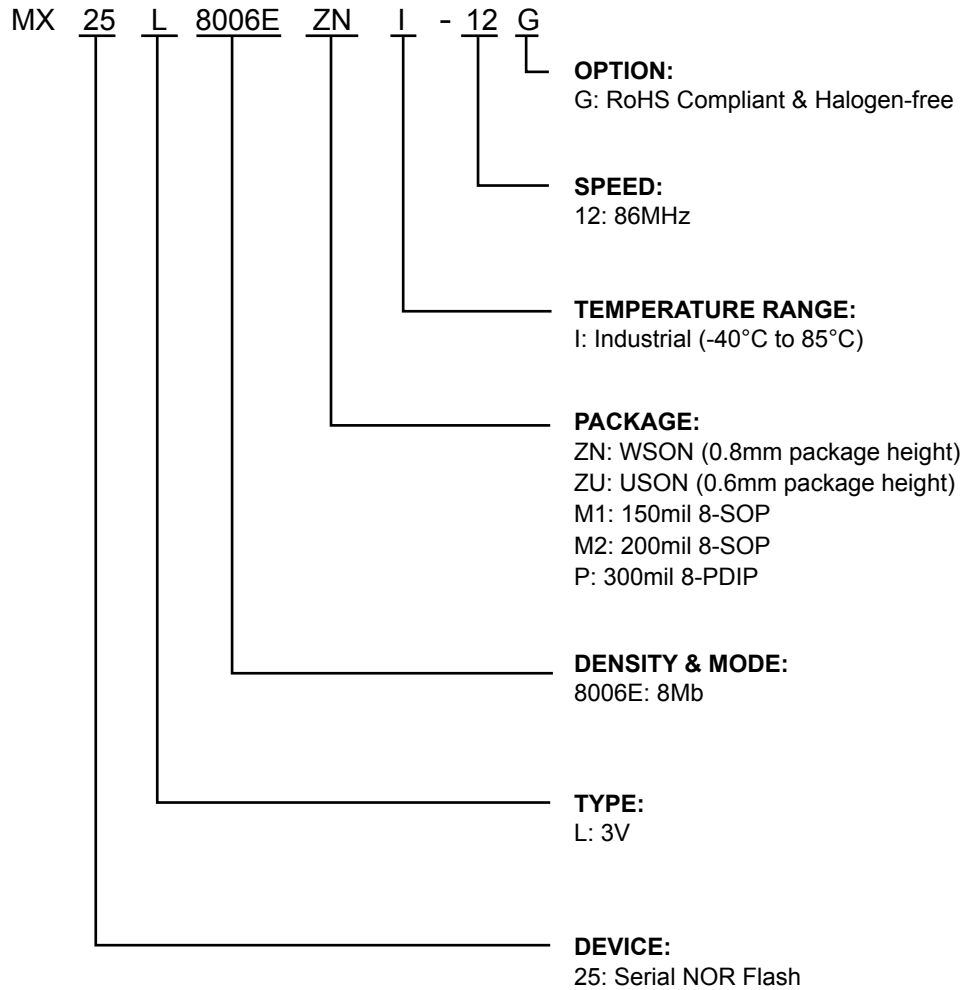 MX 25 L 8006E ZN I - 12 G
OPTION:
G: RoHS Compliant & Halogen-free
SPEED:
12: 86MHz
TEMPERATURE RANGE:
I: Industrial (-40°C to 85°C)
PACKAGE:
ZN: WSON (0.8mm package height)
ZU: USON (0.6mm package height)
M1: 150mil 8-SOP
M2: 200mil 8-SOP
P: 300mil 8-PDIP
DENSITY & MODE:
8006E: 8Mb
TYPE:
L: 3V
DEVICE:
25: Serial NOR Flash